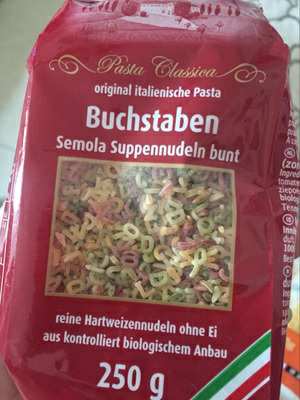 Pasta Classica
original italienische Pasta
Buchstaben
Semola Suppennudeln bunt
reine Hartweizennudeln ohne Ei
aus kontrolliert biologischem Anbau
250 g